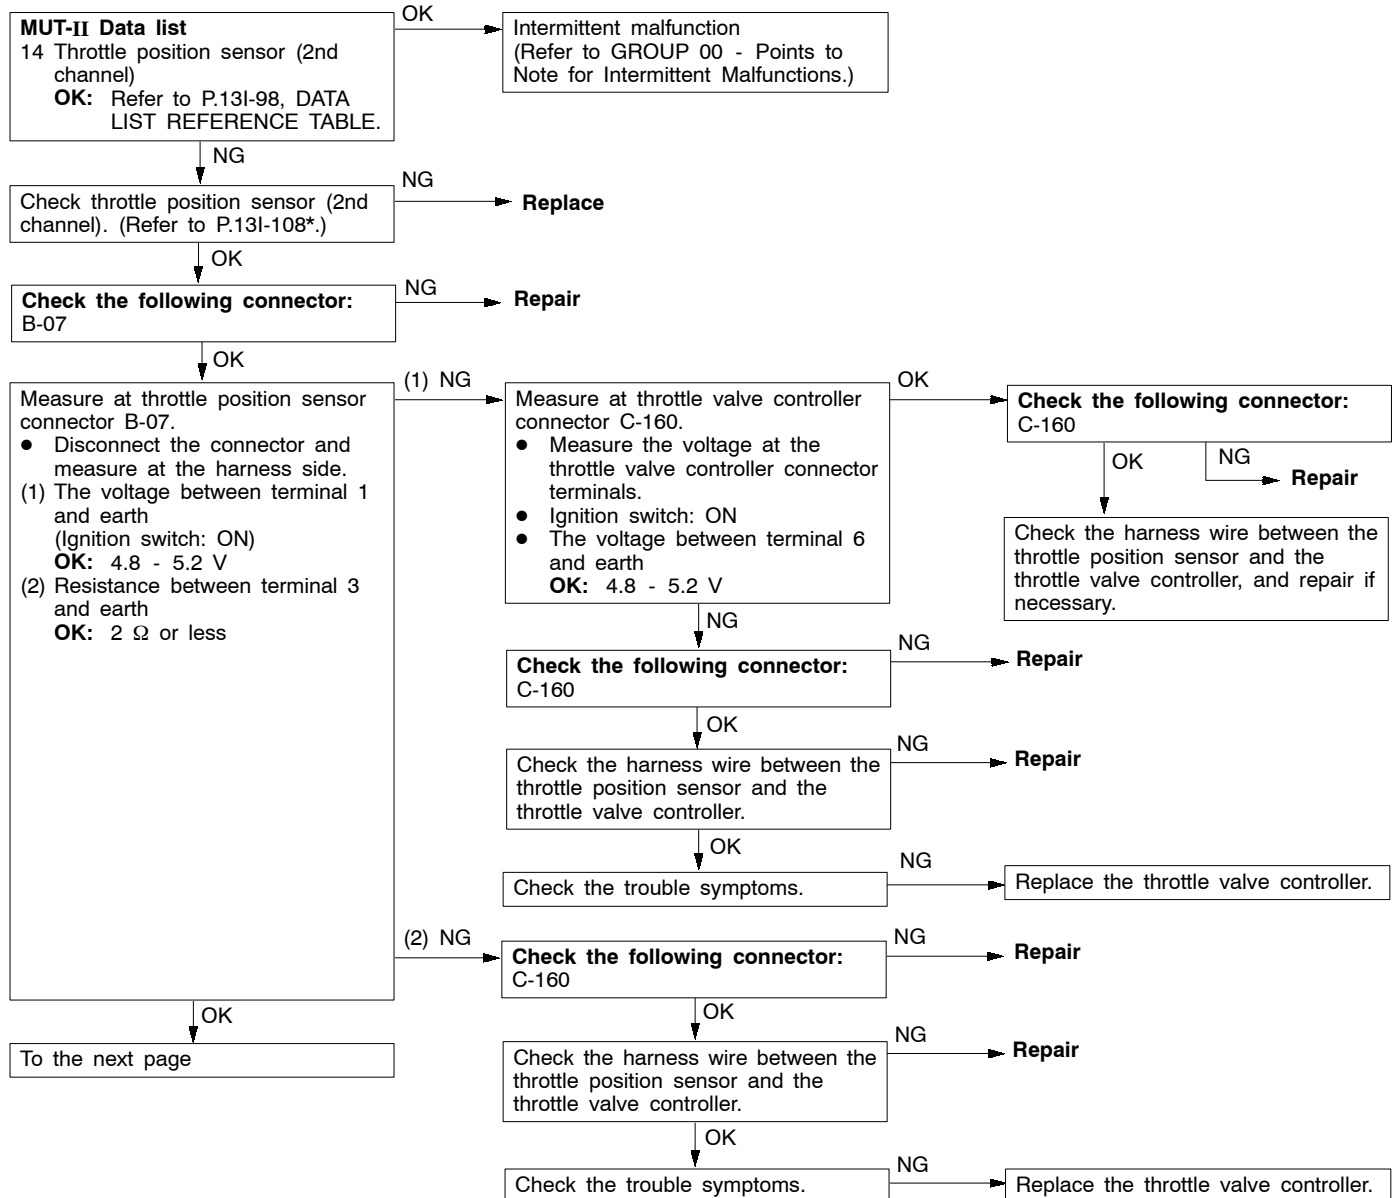 MUT-II Data list
14 Throttle position sensor (2nd
channel)
OK: Refer to P.13I-98, DATA
LIST REFERENCE TABLE.
OK
Intermittent malfunction
(Refer to GROUP 00 - Points to
Note for Intermittent Malfunctions.)
NG
Check throttle position sensor (2nd
channel). (Refer to P.13I-108*.)
NG
Replace
OK
Check the following connector:
B-07
NG
Repair
OK
Measure at throttle position sensor
connector B-07.
● Disconnect the connector and
measure at the harness side.
(1) The voltage between terminal 1
and earth
(Ignition switch: ON)
OK: 4.8 - 5.2 V
(2) Resistance between terminal 3
and earth
OK: 2 Ω or less
(1) NG
Measure at throttle valve controller
connector C-160.
● Measure the voltage at the
throttle valve controller connector
terminals.
● Ignition switch: ON
● The voltage between terminal 6
and earth
OK: 4.8 - 5.2 V
OK
Check the following connector:
C-160
OK
NG
Repair
Check the harness wire between the
throttle position sensor and the
throttle valve controller, and repair if
necessary.
NG
Check the following connector:
C-160
NG
Repair
OK
Check the harness wire between the
throttle position sensor and the
throttle valve controller.
NG
Repair
OK
Check the trouble symptoms.
NG
Replace the throttle valve controller.
(2) NG
Check the following connector:
C-160
NG
Repair
OK
Check the harness wire between the
throttle position sensor and the
throttle valve controller.
NG
Repair
OK
Check the trouble symptoms.
NG
Replace the throttle valve controller.
OK
To the next page